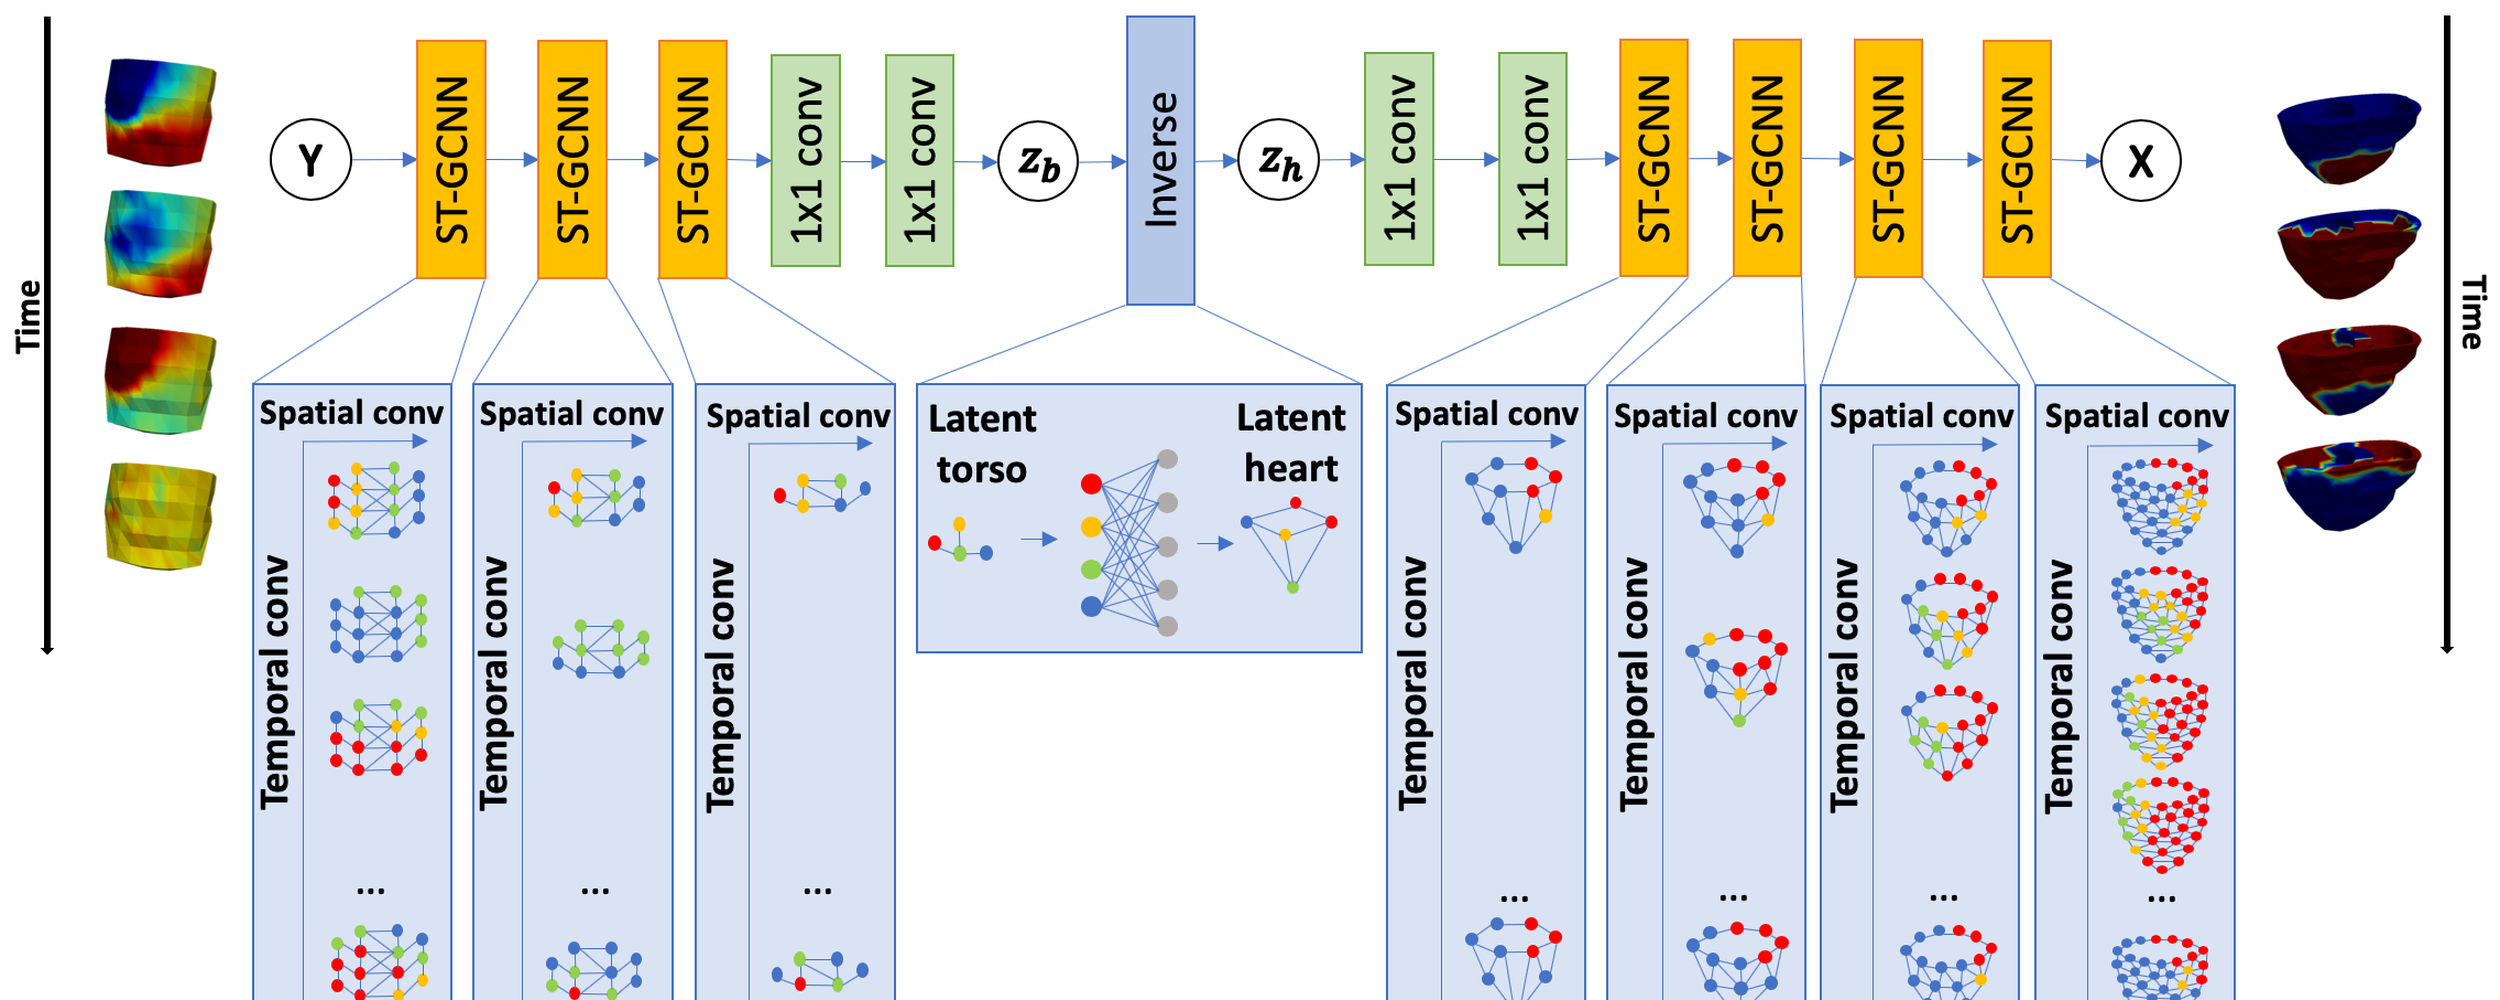 Time
Y
ST-GCNN
ST-GCNN
ST-GCNN
1x1 conv
1x1 conv
z_b
Inverse
z_h
1x1 conv
1x1 conv
ST-GCNN
ST-GCNN
ST-GCNN
ST-GCNN
X
Time
Spatial conv
Temporal conv
...
Spatial conv
Temporal conv
...
Spatial conv
Temporal conv
...
Latent
torso
Latent
heart
Spatial conv
Temporal conv
...
Spatial conv
Temporal conv
...
Spatial conv
Temporal conv
...
Spatial conv
Temporal conv
...